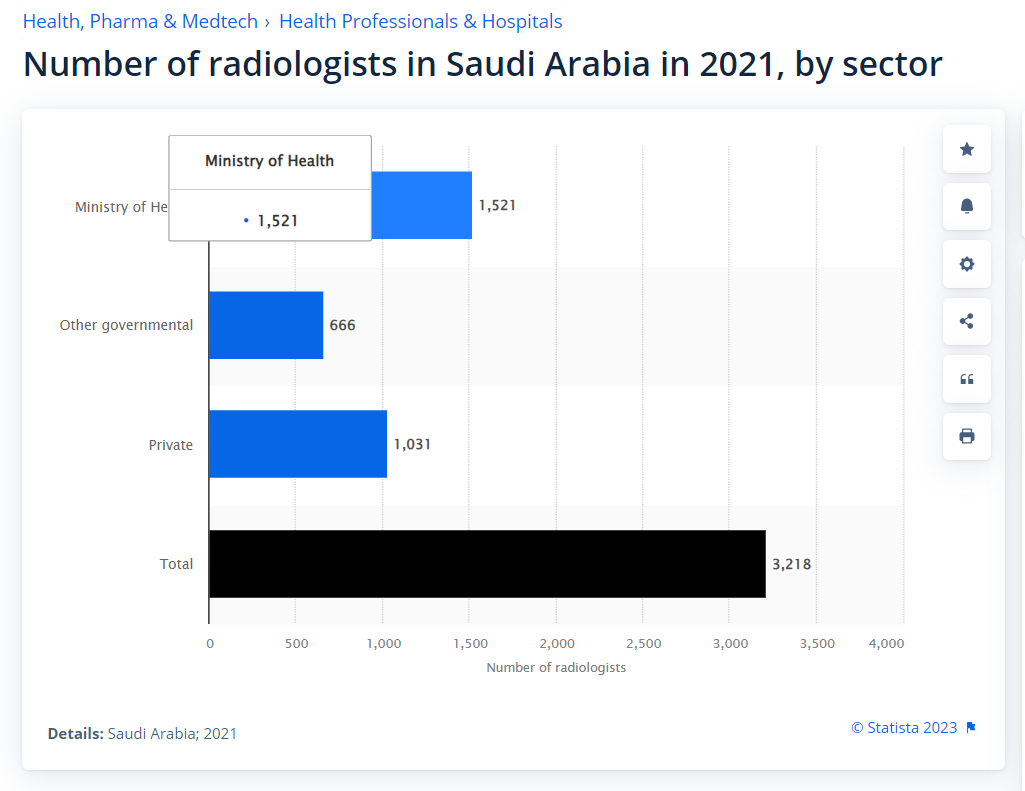 Health, Pharma & Medtech › Health Professionals & Hospitals
Number of radiologists in Saudi Arabia in 2021, by sector
Ministry of Health
1,521
Ministry of He
1,521
Other governmental
666
Private
1,031
Total
3,218
0 500 1,000 1,500 2,000 2,500 3,000 3,500 4,000
Number of radiologists
Details: Saudi Arabia; 2021
© Statista 2023